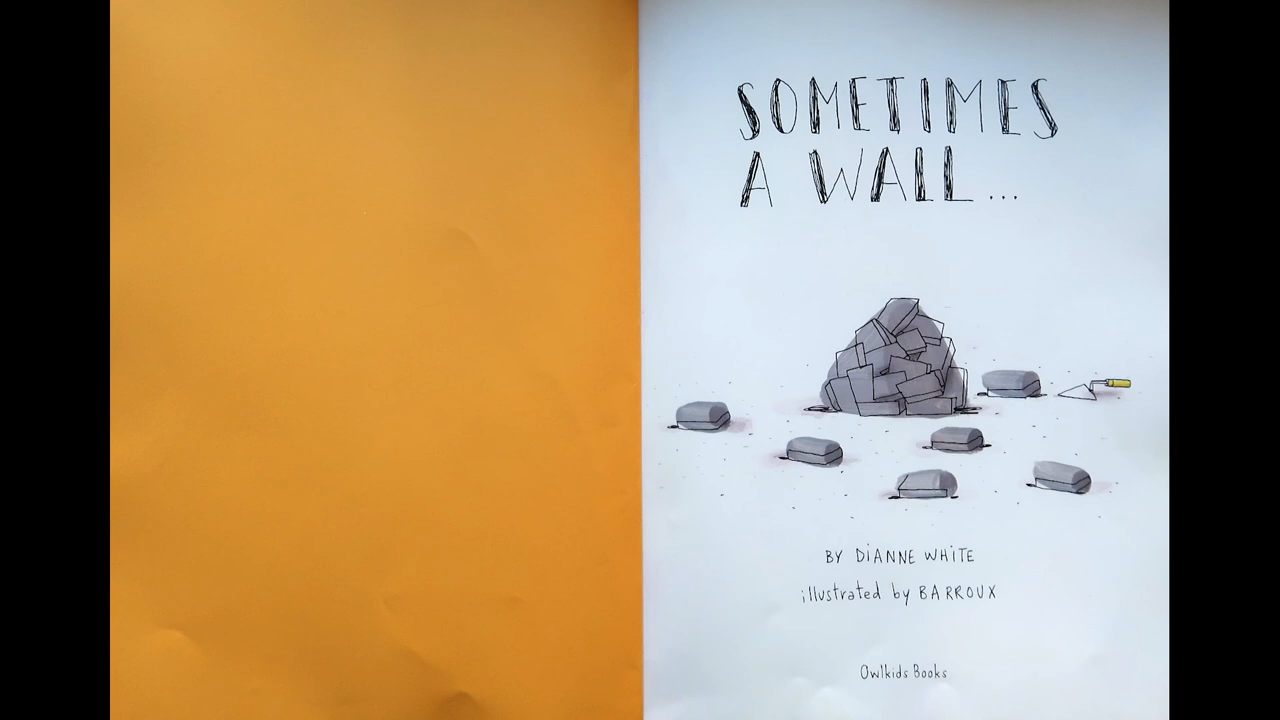 SOMETIMES
A WALL...
BY DiANNE WHiTE
illustrated by BARROUX
Owlkids Books